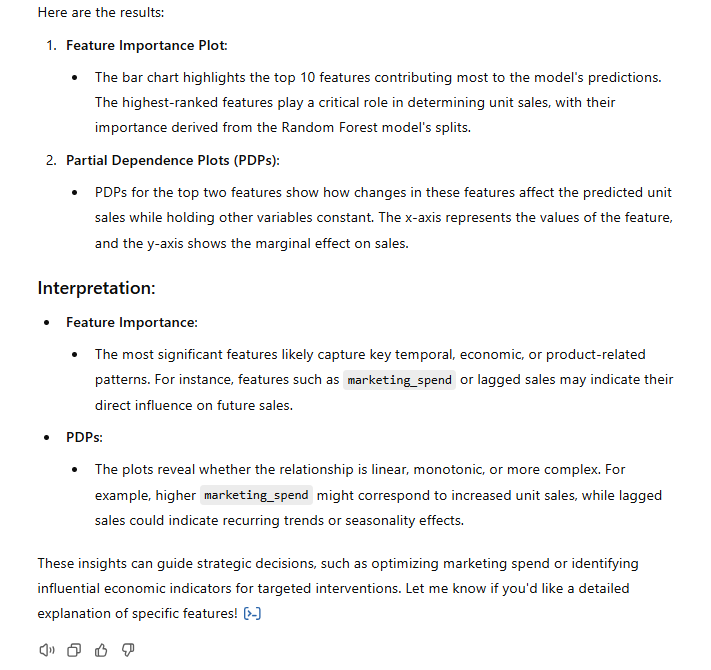 Here are the results:
1. Feature Importance Plot:
• The bar chart highlights the top 10 features contributing most to the model's predictions.
The highest-ranked features play a critical role in determining unit sales, with their
importance derived from the Random Forest model's splits.
2. Partial Dependence Plots (PDPs):
• PDPs for the top two features show how changes in these features affect the predicted unit
sales while holding other variables constant. The x-axis represents the values of the feature,
and the y-axis shows the marginal effect on sales.
Interpretation:
• Feature Importance:
• The most significant features likely capture key temporal, economic, or product-related
patterns. For instance, features such as marketing_spend or lagged sales may indicate their
direct influence on future sales.
• PDPs:
• The plots reveal whether the relationship is linear, monotonic, or more complex. For
example, higher marketing_spend might correspond to increased unit sales, while lagged
sales could indicate recurring trends or seasonality effects.
These insights can guide strategic decisions, such as optimizing marketing spend or identifying
influential economic indicators for targeted interventions. Let me know if you'd like a detailed
explanation of specific features! [>-]